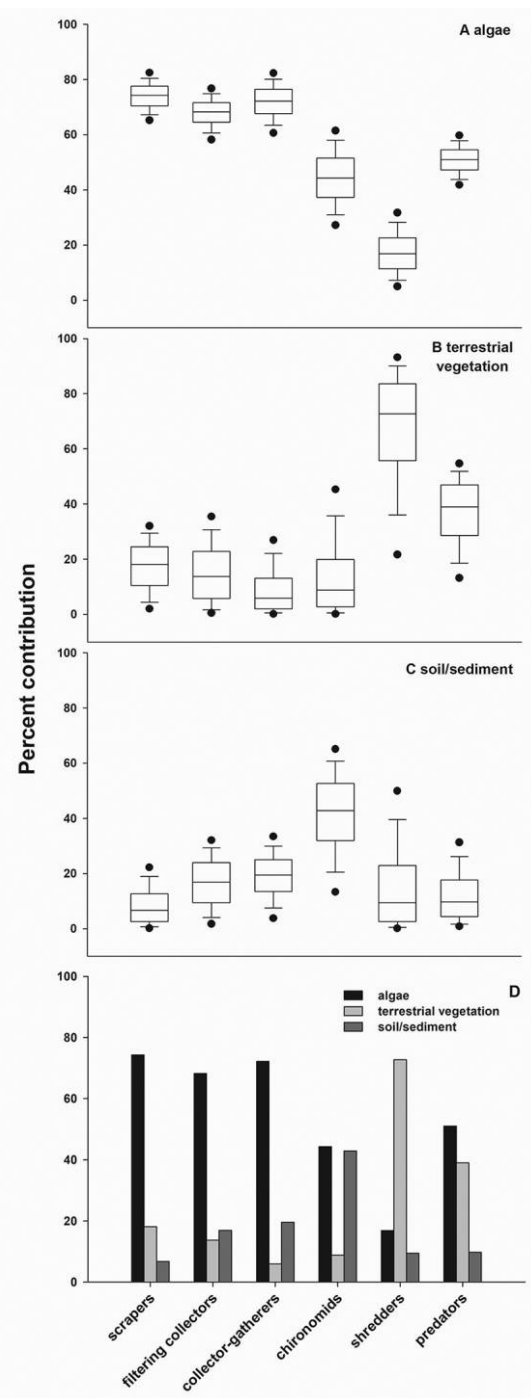 Percent contribution
A algae
100
80
60
40
20
0
B terrestrial
vegetation
100
80
60
40
20
0
C soil/sediment
100
80
60
40
20
0
D
algae
terrestrial vegetation
soil/sediment
100
80
60
40
20
0
scrapers
filtering collectors
collector-gatherers
chironomids
shredders
predators